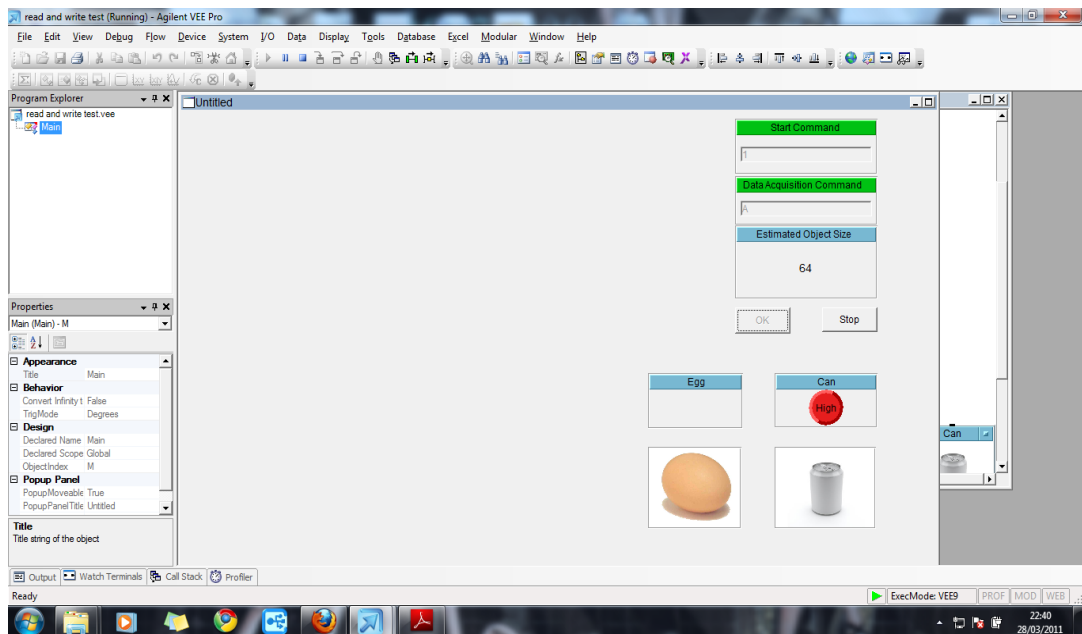 read and write test (Running) - Agilent VEE Pro
File Edit View Debug Flow Device System I/O Data Display Tools Database Excel Modular Window Help
Program Explorer
read and write test.vee
Main
Untitled
Start Command
1
Data Acquisition Command
A
Estimated Object Size
64
OK Stop
Egg Can
High
Can
Properties
Main (Main) - M
Appearance
Title Main
Behavior
Convert Infinity t False
TrigMode Degrees
Design
Declared Name Main
Declared Scope Global
ObjectIndex M
Popup Panel
PopupMoveable True
PopupPanelTitle Untitled
Title
Title string of the object
Output Watch Terminals Call Stack Profiler
Ready ExecMode: VEE9 PROF MOD WEB
22:40
28/03/2011